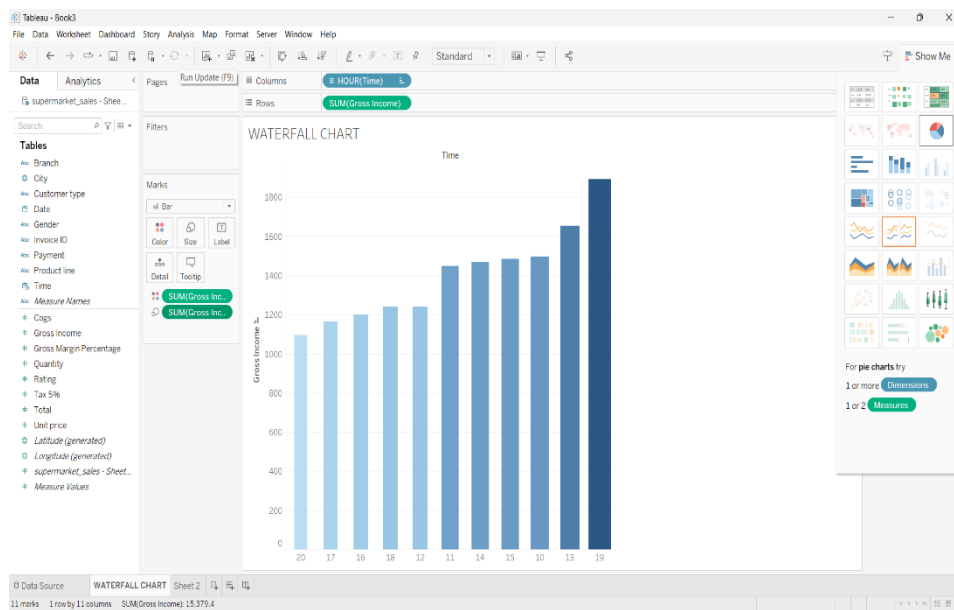 Tableau - Book3
File Data Worksheet Dashboard Story Analysis Map Format Server Window Help
Standard
Show Me
Data Analytics
supermarket_sales - Shee...
Search
Tables
Abc Branch
City
Abc Customer type
Date
Abc Gender
Abc Invoice ID
Abc Payment
Abc Product line
Time
Abc Measure Names
Cogs
Gross Income
Gross Margin Percentage
Quantity
Rating
Tax 5%
Total
Unit price
Latitude (generated)
Longitude (generated)
supermarket_sales - Sheet...
Measure Values
Pages
Run Update (F9)
Filters
Marks
Bar
Color Size Label
Detail Tooltip
SUM(Gross Inc..
SUM(Gross Inc..
Columns HOUR(Time)
Rows SUM(Gross Income)
WATERFALL CHART
Time
Gross Income
1800
1600
1400
1200
1000
800
600
400
200
0
20 17 16 18 12 11 14 15 10 13 19
For pie charts try
1 or more Dimensions
1 or 2 Measures
Data Source WATERFALL CHART Sheet 2
11 marks 1 row by 11 columns SUM(Gross Income): 15,379.4